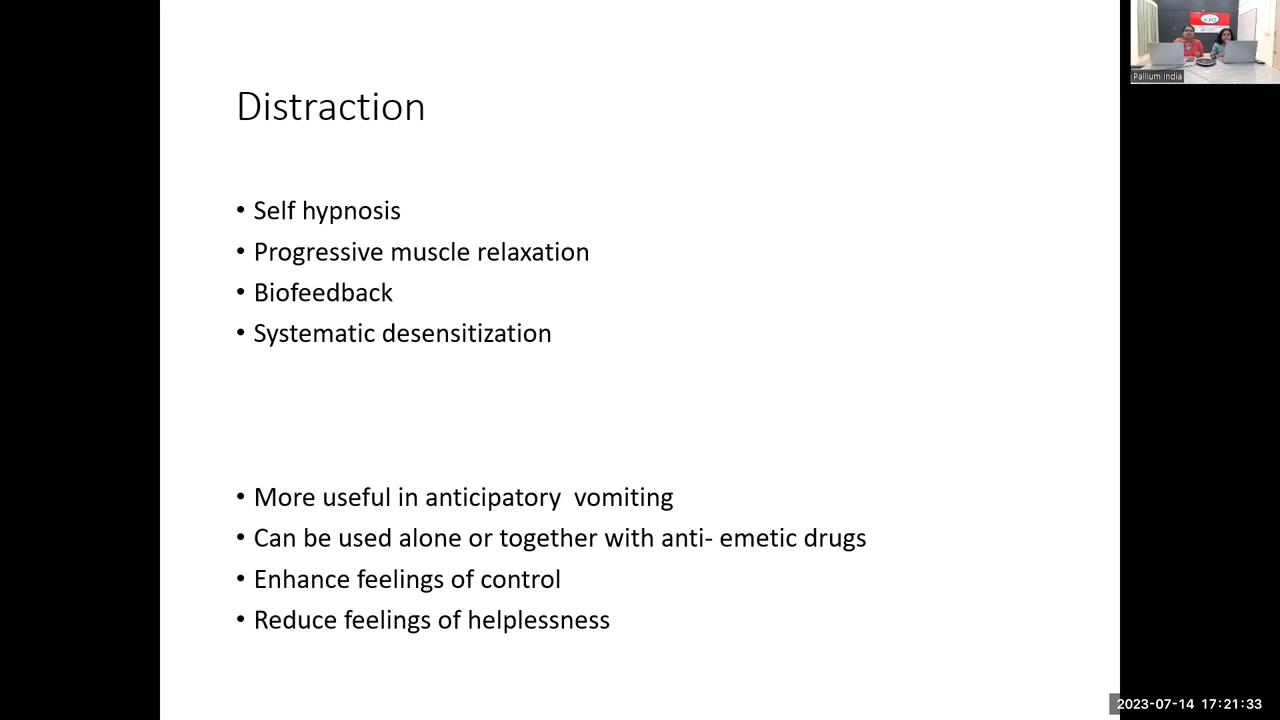 Distraction
• Self hypnosis
• Progressive muscle relaxation
• Biofeedback
• Systematic desensitization
• More useful in anticipatory  vomiting
• Can be used alone or together with anti- emetic drugs
• Enhance feelings of control
• Reduce feelings of helplessness
Pallium India
2023-07-14 17:21:33